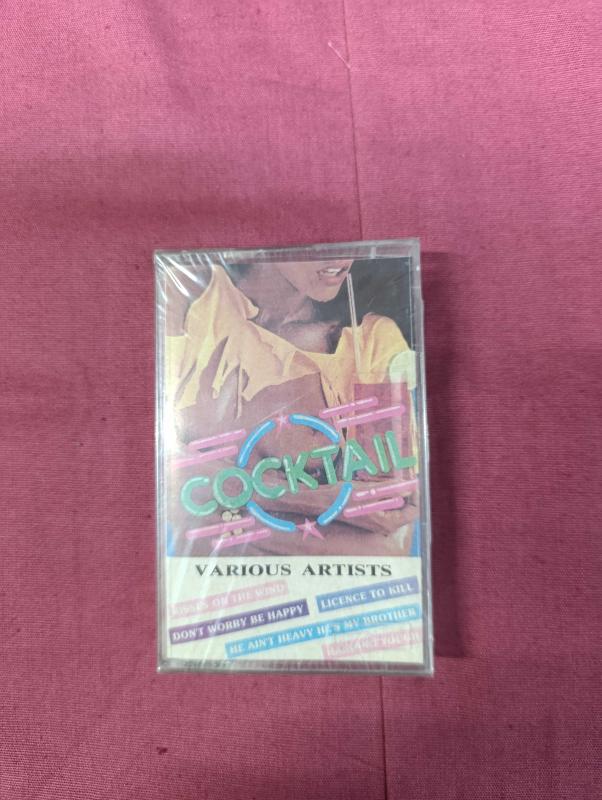 COCKTAIL
VARIOUS ARTISTS
KISSES ON THE WIND
DON'T WORRY BE HAPPY
LICENCE TO KILL
HE AIN'T HEAVY HE'S MY BROTHER